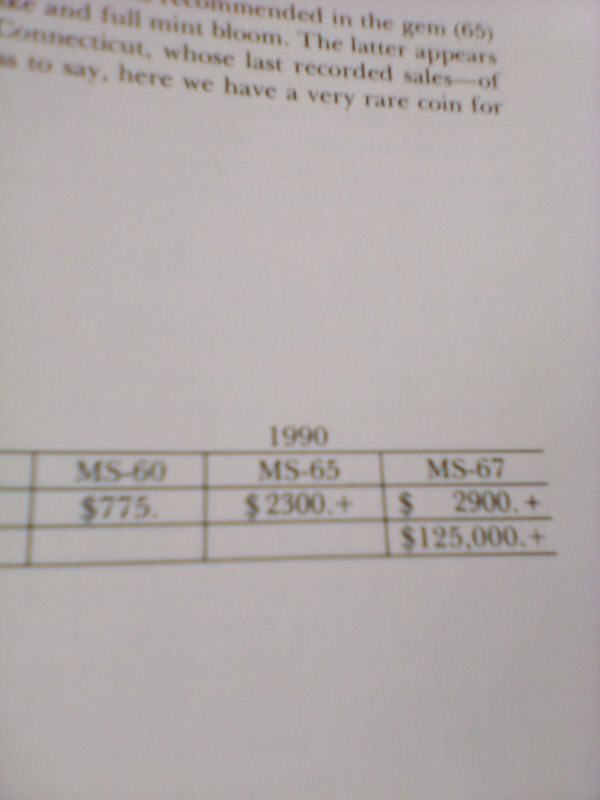 recommended in the gem (65)
and full mint bloom. The latter appears
Connecticut, whose last recorded sales—of
to say, here we have a very rare coin for
1990
MS-60 MS-65 MS-67
$775. $2300.+ $ 2900.+
$125,000.+